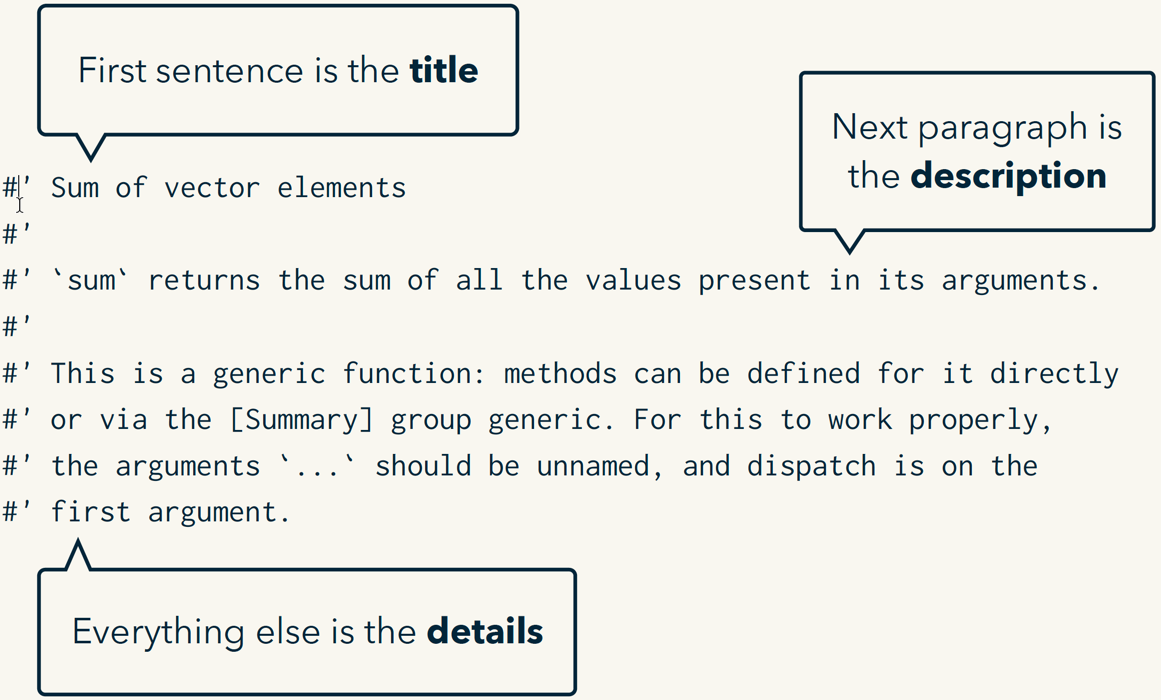 First sentence is the title
Next paragraph is
the description
#' Sum of vector elements
#'
#' `sum` returns the sum of all the values present in its arguments.
#'
#' This is a generic function: methods can be defined for it directly
#' or via the [Summary] group generic. For this to work properly,
#' the arguments `...` should be unnamed, and dispatch is on the
#' first argument.
Everything else is the details